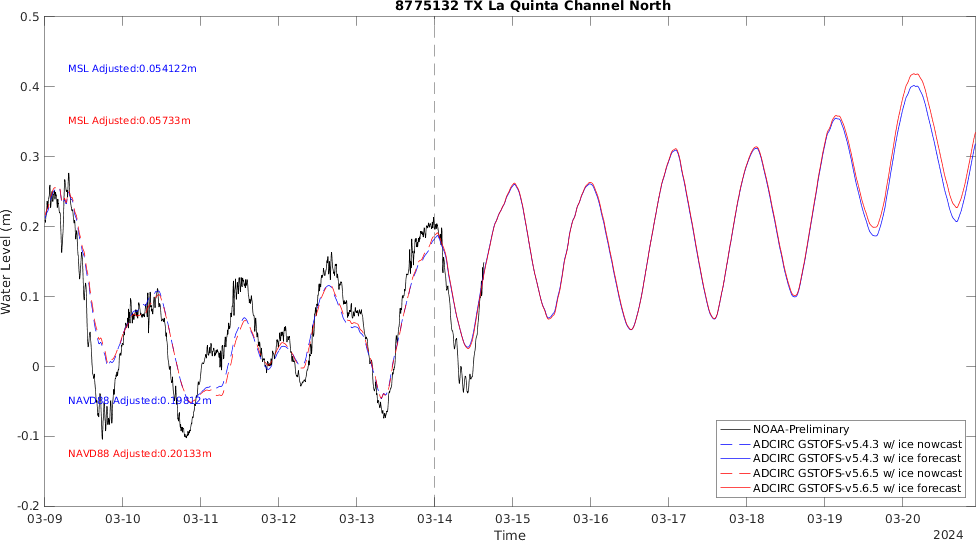 8775132 TX La Quinta Channel North
0.5
0.4
0.3
0.2
0.1
0
-0.1
-0.2
Water Level (m)
MSL Adjusted:0.054122m
MSL Adjusted:0.05733m
NAVD88 Adjusted:0.19812m
NAVD88 Adjusted:0.20133m
NOAA-Preliminary
ADCIRC GSTOFS-v5.4.3 w/ ice nowcast
ADCIRC GSTOFS-v5.4.3 w/ ice forecast
ADCIRC GSTOFS-v5.6.5 w/ ice nowcast
ADCIRC GSTOFS-v5.6.5 w/ ice forecast
03-09 03-10 03-11 03-12 03-13 03-14 03-15 03-16 03-17 03-18 03-19 03-20
Time
2024